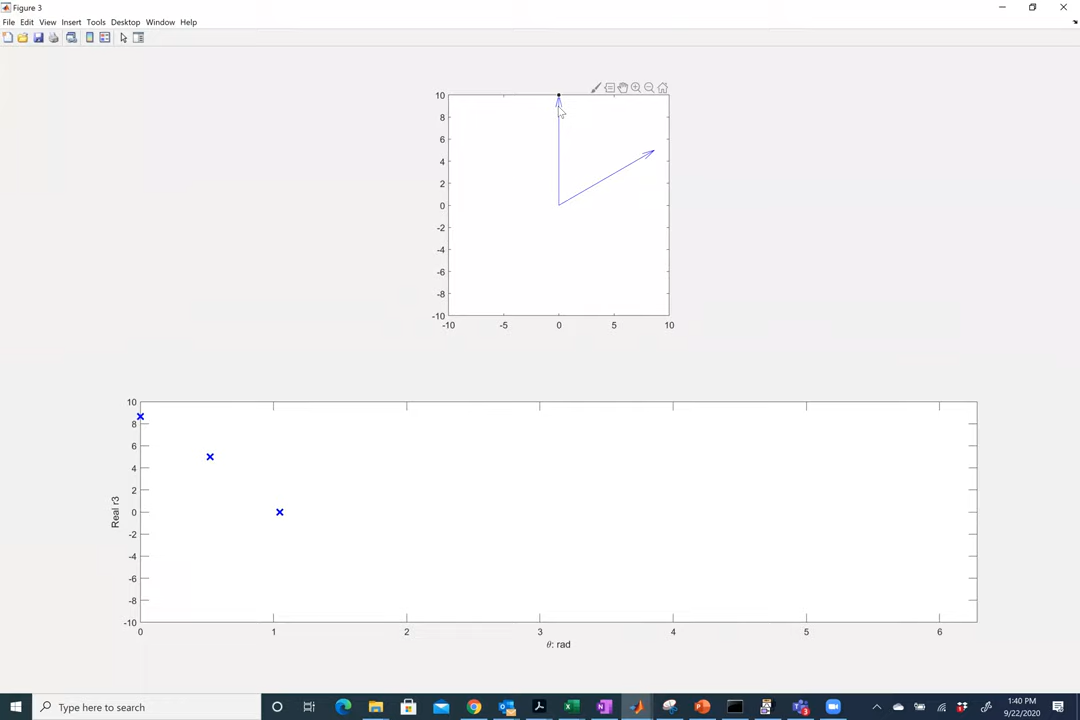 Figure 3
File Edit View Insert Tools Desktop Window Help
10
8
6
4
2
0
-2
-4
-6
-8
-10
-10 -5 0 5 10
10
8
6
4
2
0
-2
-4
-6
-8
-10
Real r3
0 1 2 3 4 5 6
θ: rad
Type here to search
1:40 PM
9/22/2020